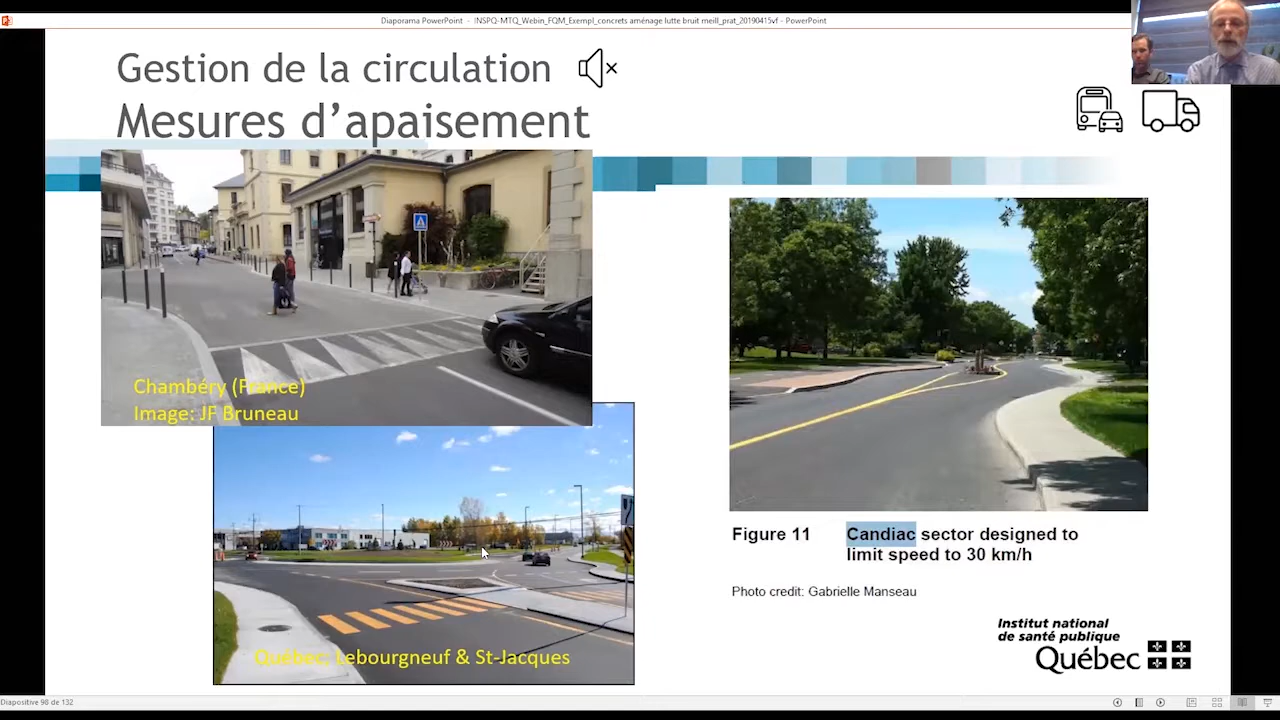 Diaporama PowerPoint - INSPQ-MTQ_Webin_FQM_Exempl_concrets aménage lutte bruit meill_prat_20190415vf - PowerPoint
Gestion de la circulation
Mesures d’apaisement
Chambéry (France)
Image: JF Bruneau
Québec: Lebourgneuf & St-Jacques
Figure 11 Candiac sector designed to
limit speed to 30 km/h
Photo credit: Gabrielle Manseau
Institut national
de santé publique
Québec
Diapositive 98 de 132